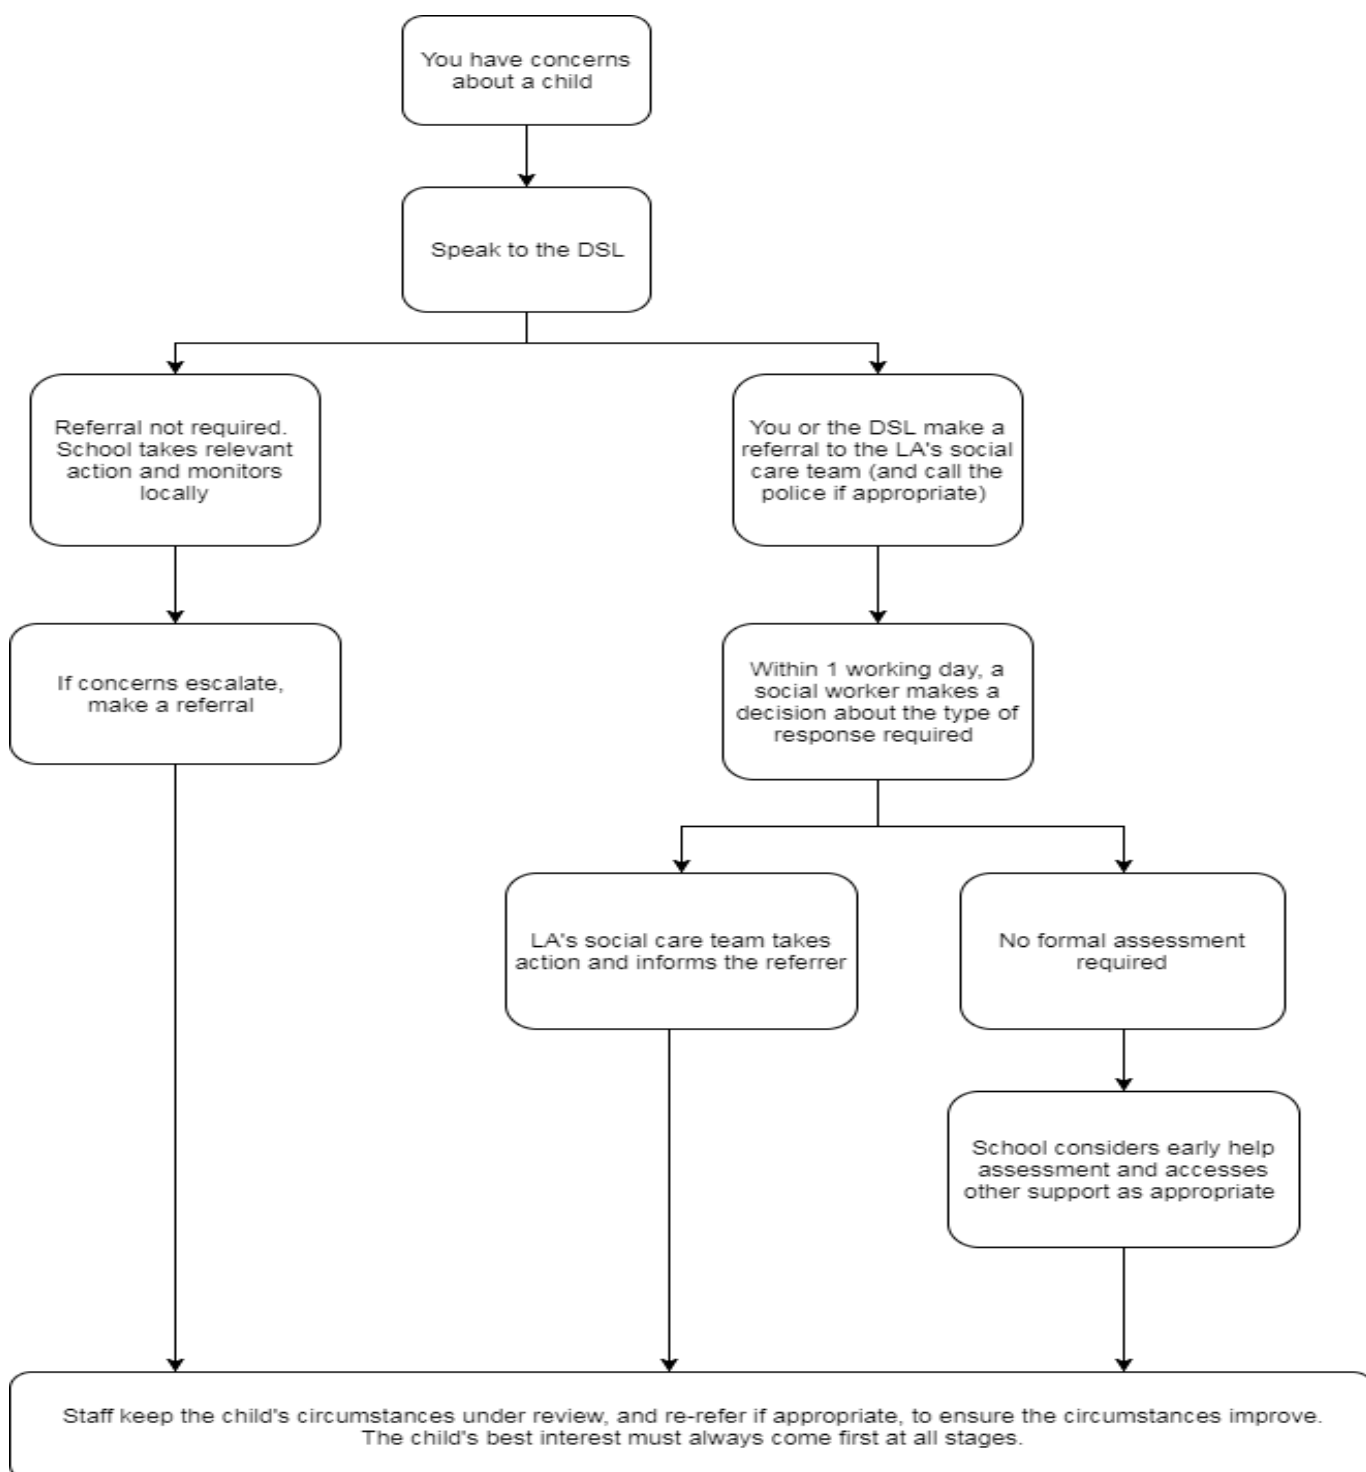 You have concerns
about a child
Speak to the DSL
Referral not required.
School takes relevant
action and monitors
locally
You or the DSL make a
referral to the LA's social
care team (and call the
police if appropriate)
If concerns escalate,
make a referral
Within 1 working day, a
social worker makes a
decision about the type of
response required
LA's social care team takes
action and informs the referrer
No formal assessment
required
School considers early help
assessment and accesses
other support as appropriate
Staff keep the child's circumstances under review, and re-refer if appropriate, to ensure the circumstances improve.
The child's best interest must always come first at all stages.